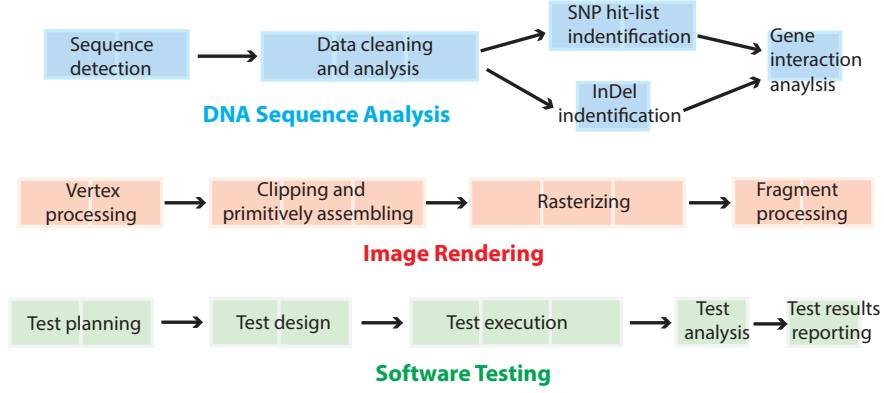 Sequence
detection
Data cleaning
and analysis
SNP hit-list
indentification
InDel
indentification
Gene
interaction
anaylsis
DNA Sequence Analysis
Vertex
processing
Clipping and
primitively assembling
Rasterizing
Fragment
processing
Image Rendering
Test planning
Test design
Test execution
Test
analysis
Test results
reporting
Software Testing